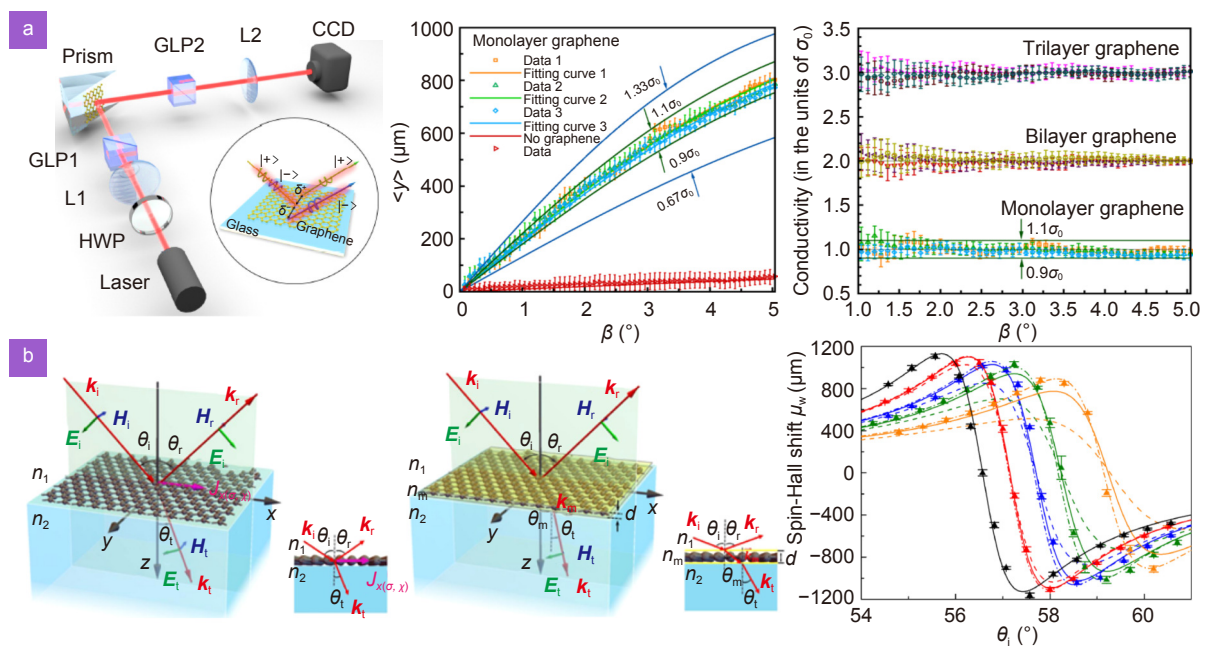 a
Prism
GLP2
L2
CCD
GLP1
L1
HWP
Laser
|+⟩
|−⟩
|+⟩
|−⟩
δ
δ
Glass
Graphene
1000
800
600
400
200
0
<y> (μm)
Monolayer graphene
Data 1
Fitting curve 1
Data 2
Fitting curve 2
Data 3
Fitting curve 3
No graphene
Data
1.33σ₀
1.1σ₀
0.9σ₀
0.67σ₀
0 1 2 3 4 5
β (°)
Conductivity (in the units of σ₀)
3.5
3.0
2.5
2.0
1.5
1.0
0.5
Trilayer graphene
Bilayer graphene
Monolayer graphene
1.1σ₀
0.9σ₀
1.0 1.5 2.0 2.5 3.0 3.5 4.0 4.5 5.0
β (°)
b
kᵢ
kᵣ
Hᵢ
Hᵣ
Eᵢ
θᵢ
θᵣ
Eᵢ
n₁
n₂
Jₓ(σ, χ)
x
y
z
θₜ
Hₜ
Eₜ
kₜ
kᵢ
θᵢ
θᵣ
kᵣ
n₁
n₂
Jₓ(σ, χ)
θₜ
kₜ
kᵢ
kᵣ
Hᵢ
Hᵣ
Eᵢ
θᵢ
θᵣ
Eᵢ
n₁
nₘ
n₂
kₘ
d
x
y
z
θₘ
θₜ
Hₜ
Eₜ
kₜ
kᵢ
θᵢ
θᵣ
kᵣ
n₁
nₘ
n₂
d
θₘ
θₜ
kₜ
Spin-Hall shift μw (μm)
1200
800
400
0
−400
−800
−1200
54 56 58 60
θᵢ (°)